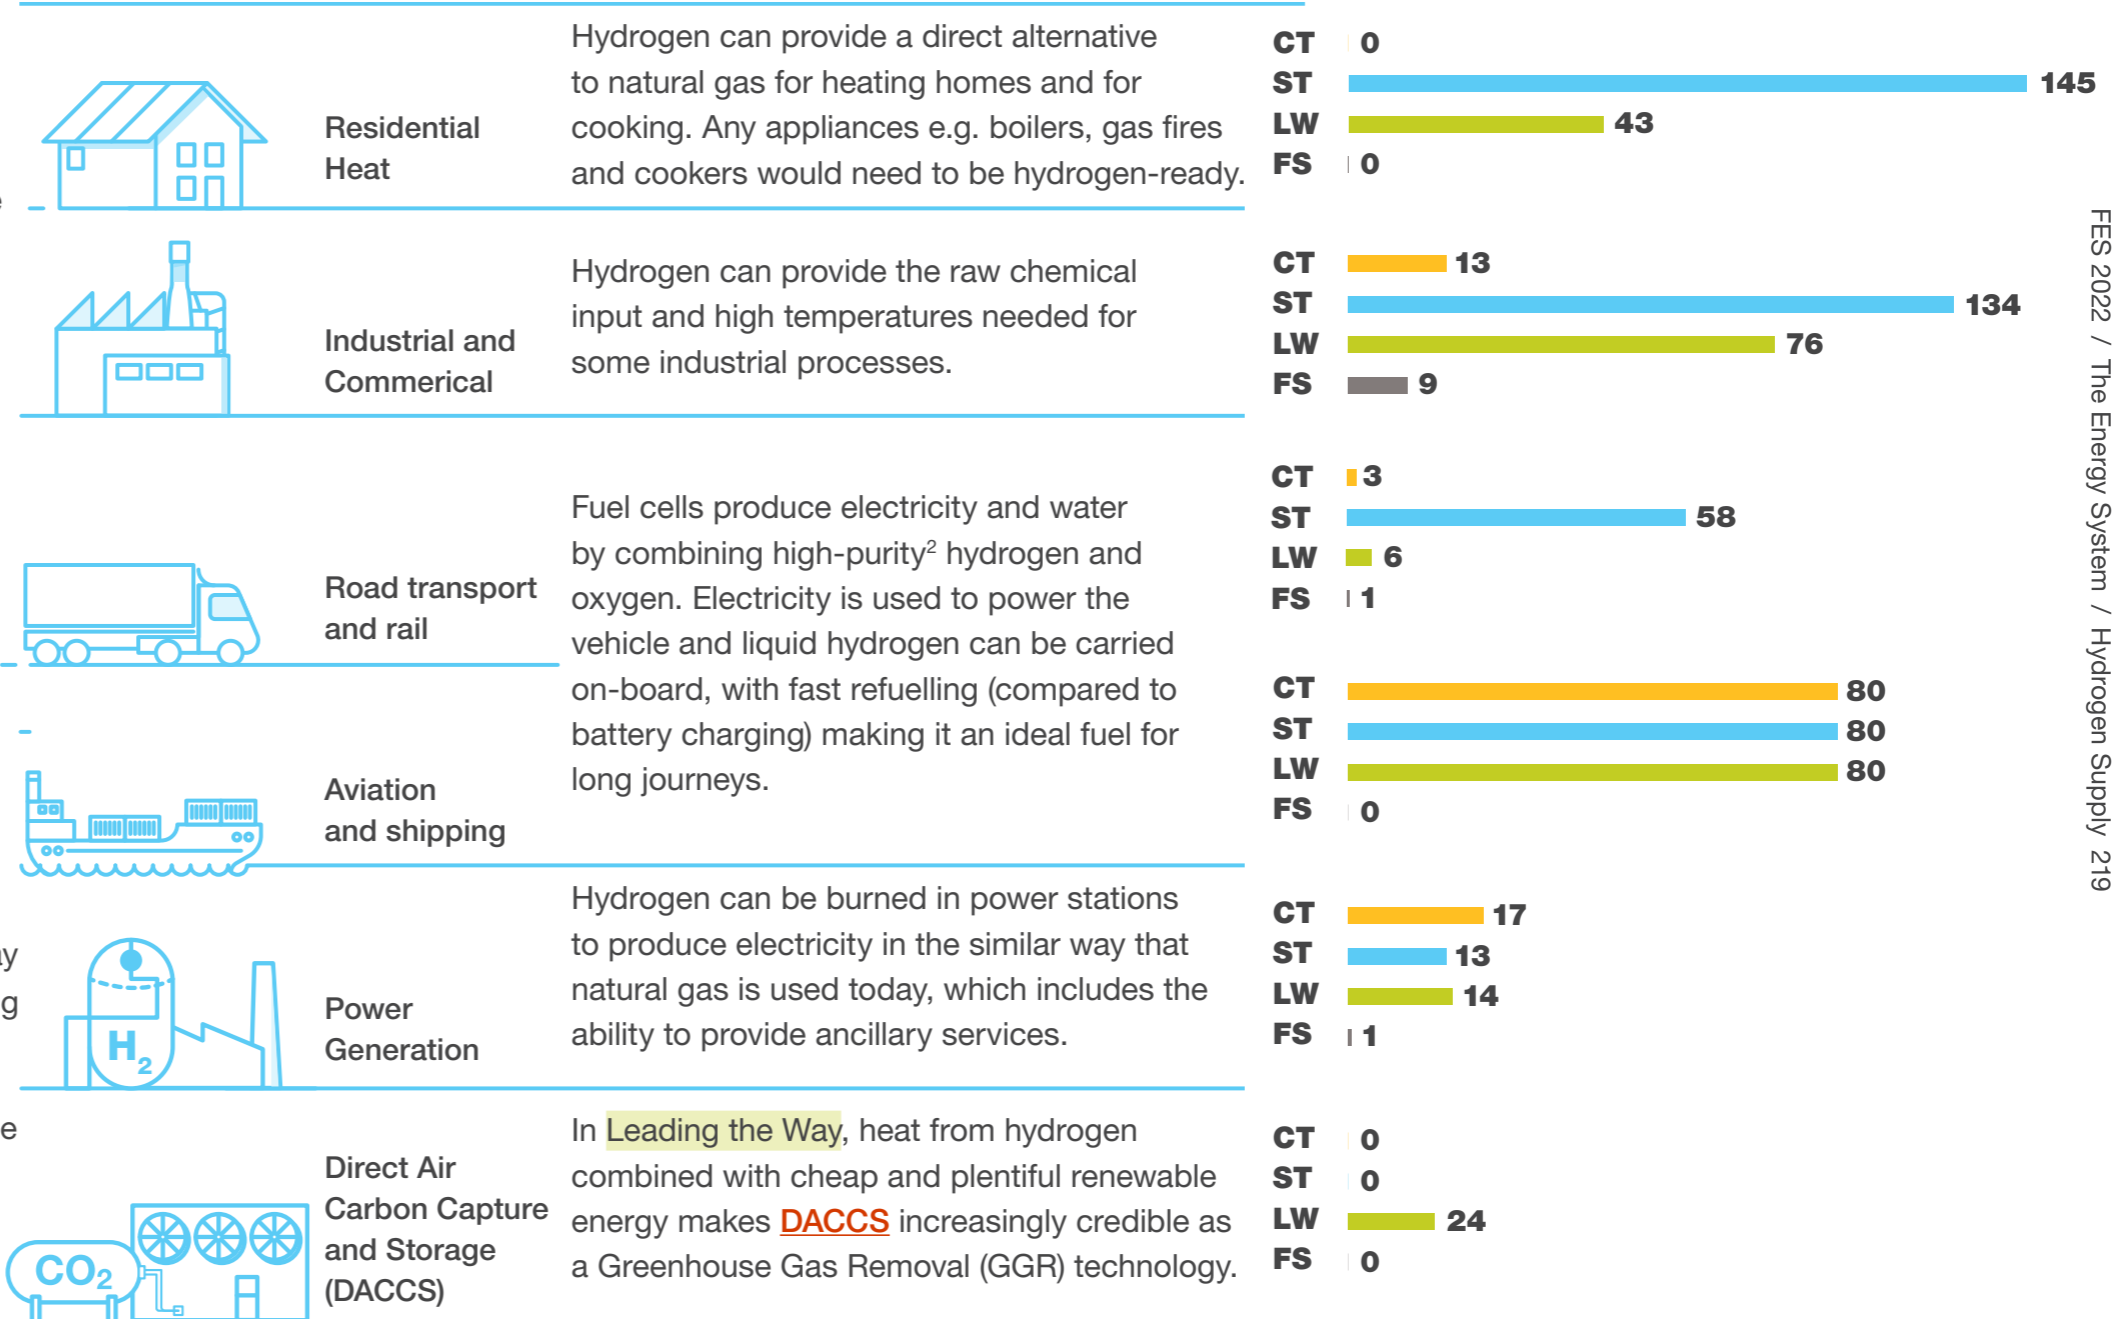 Residential
Heat
Hydrogen can provide a direct alternative
to natural gas for heating homes and for
cooking. Any appliances e.g. boilers, gas fires
and cookers would need to be hydrogen-ready.
CT 0
ST 145
LW 43
FS 0
Industrial and
Commerical
Hydrogen can provide the raw chemical
input and high temperatures needed for
some industrial processes.
CT 13
ST 134
LW 76
FS 9
Road transport
and rail
Fuel cells produce electricity and water
by combining high-purity2 hydrogen and
oxygen. Electricity is used to power the
vehicle and liquid hydrogen can be carried
on-board, with fast refuelling (compared to
battery charging) making it an ideal fuel for
long journeys.
CT 3
ST 58
LW 6
FS 1
Aviation
and shipping
CT 80
ST 80
LW 80
FS 0
H2
Power
Generation
Hydrogen can be burned in power stations
to produce electricity in the similar way that
natural gas is used today, which includes the
ability to provide ancillary services.
CT 17
ST 13
LW 14
FS 1
CO2
Direct Air
Carbon Capture
and Storage
(DACCS)
In Leading the Way, heat from hydrogen
combined with cheap and plentiful renewable
energy makes DACCS increasingly credible as
a Greenhouse Gas Removal (GGR) technology.
CT 0
ST 0
LW 24
FS 0
FES 2022 / The Energy System / Hydrogen Supply 219